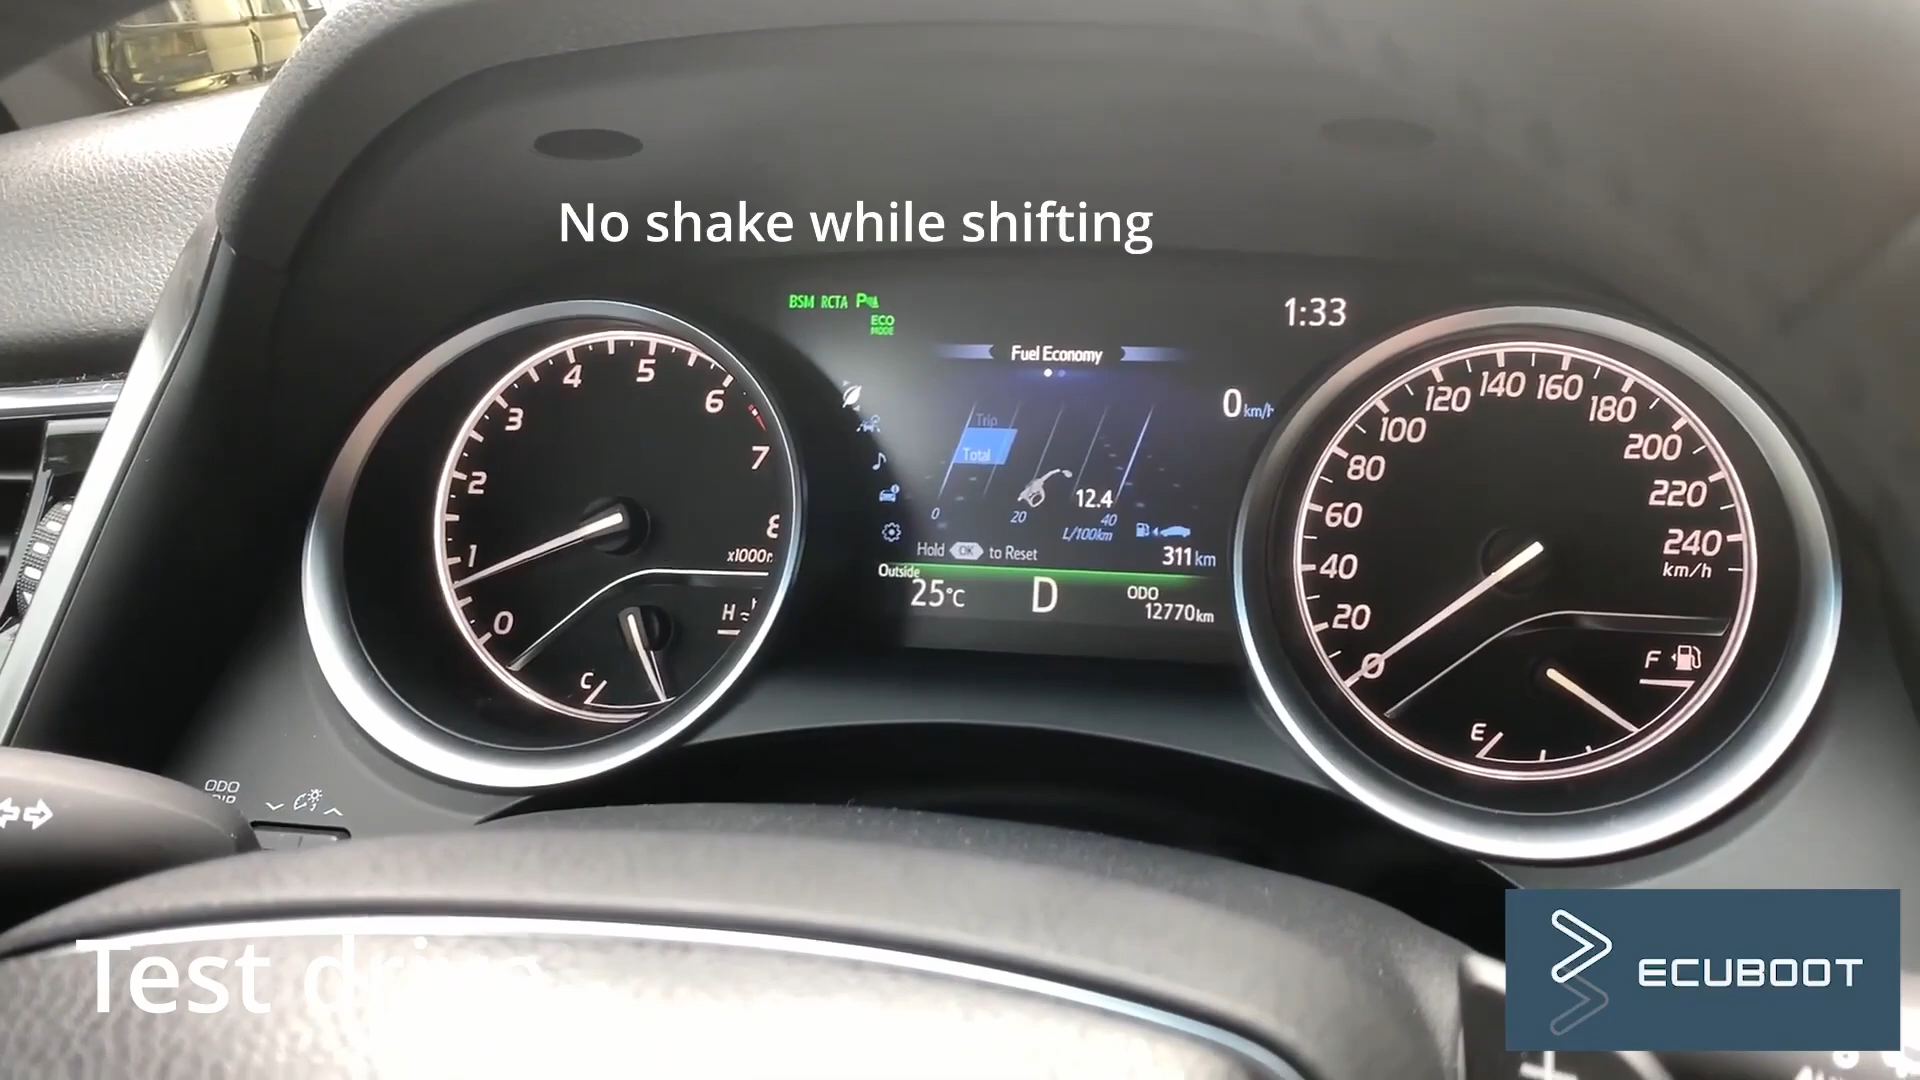 No shake while shifting
BSM RCTA P
ECO
MODE
1:33
Fuel Economy
Trip
Total
0 km/h
12.4
0 20 40
L/100km
Hold OK to Reset
311 km
Outside
25°C
D
ODO
12770 km
0 1 2 3 4 5 6 7 8
x1000r
H
C
0 20 40 60 80 100 120 140 160 180 200 220 240
km/h
F
E
ODO
Test drive
ECUBOOT